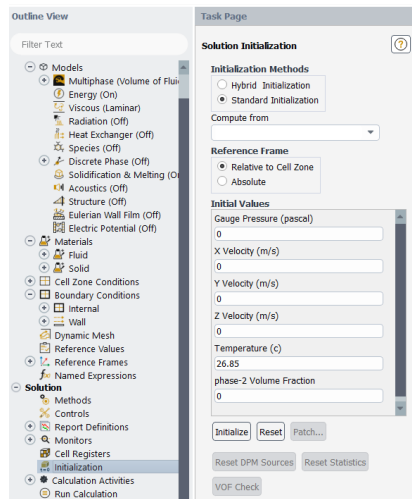 Outline View
Filter Text
Models
Multiphase (Volume of Flui
Energy (On)
Viscous (Laminar)
Radiation (Off)
Heat Exchanger (Off)
Species (Off)
Discrete Phase (Off)
Solidification & Melting (O
Acoustics (Off)
Structure (Off)
Eulerian Wall Film (Off)
Electric Potential (Off)
Materials
Fluid
Solid
Cell Zone Conditions
Boundary Conditions
Internal
Wall
Dynamic Mesh
Reference Values
Reference Frames
Named Expressions
Solution
Methods
Controls
Report Definitions
Monitors
Cell Registers
Initialization
Calculation Activities
Run Calculation
Task Page
Solution Initialization
?
Initialization Methods
Hybrid Initialization
Standard Initialization
Compute from
Reference Frame
Relative to Cell Zone
Absolute
Initial Values
Gauge Pressure (pascal)
0
X Velocity (m/s)
0
Y Velocity (m/s)
0
Z Velocity (m/s)
0
Temperature (c)
26.85
phase-2 Volume Fraction
0
Initialize Reset Patch...
Reset DPM Sources Reset Statistics
VOF Check